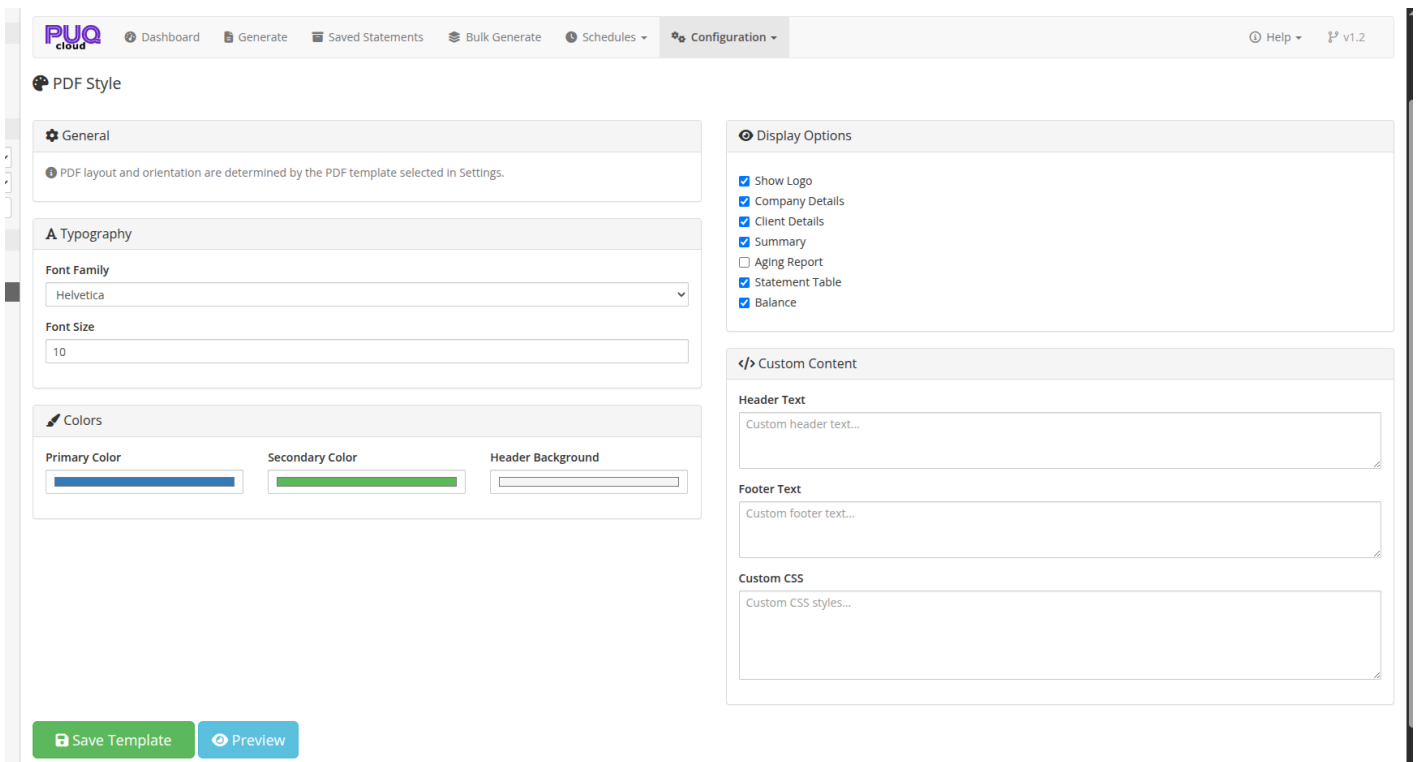 PUQ
cloud
Dashboard
Generate
Saved Statements
Bulk Generate
Schedules
Configuration
Help
v1.2
PDF Style
General
PDF layout and orientation are determined by the PDF template selected in Settings.
Typography
Font Family
Helvetica
Font Size
10
Colors
Primary Color
Secondary Color
Header Background
Display Options
Show Logo
Company Details
Client Details
Summary
Aging Report
Statement Table
Balance
Custom Content
Header Text
Custom header text...
Footer Text
Custom footer text...
Custom CSS
Custom CSS styles...
Save Template
Preview